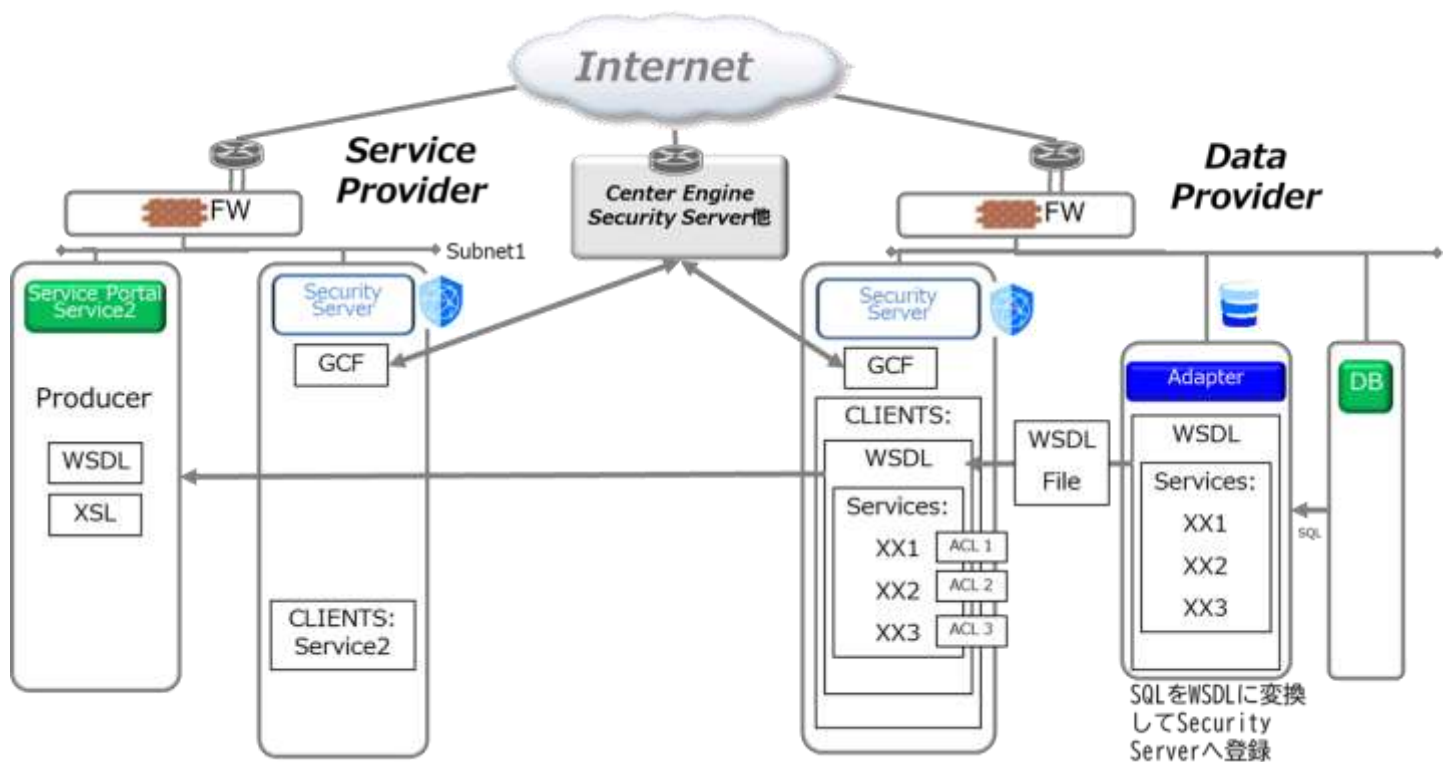 Internet
Service
Provider
Center Engine
Security Server他
Data
Provider
FW
FW
Subnet1
Service Portal
Service2
Producer
WSDL
XSL
Security
Server
GCF
CLIENTS:
Service2
Security
Server
GCF
CLIENTS:
WSDL
Services:
XX1
ACL 1
XX2
ACL 2
XX3
ACL 3
WSDL
File
Adapter
WSDL
Services:
XX1
XX2
XX3
SQL
DB
SQLをWSDLに変換
してSecurity
Serverへ登録